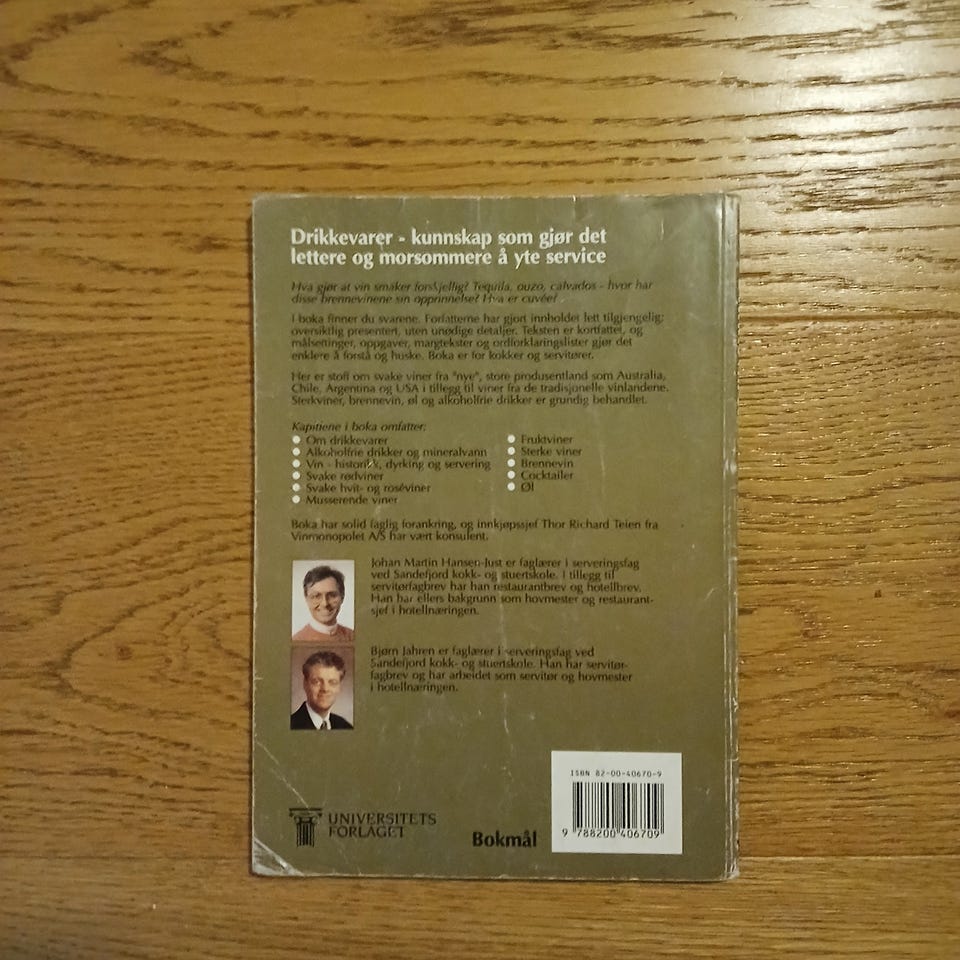 Drikkevarer - kunnskap som gjør det
lettere og morsommere å yte service
Hva gjør at vin smaker forskjellig? Tequila, ouzo, calvados - hvor har
disse brennevinene sin opprinnelse? Hva er cuvée?
I boka finner du svarene. Forfatterne har gjort innholdet lett tilgjengelig;
oversiktlig presentert, uten unødige detaljer. Teksten er kortfattet, og
målsettinger, oppgaver, margtekster og ordforklaringslister gjør det
enklere å forstå og huske. Boka er for kokker og servitører.
Her er stoff om svake viner fra "nye", store produsentland som Australia,
Chile, Argentina og USA i tillegg til viner fra de tradisjonelle vinlandene.
Sterkviner, brennevin, øl og alkoholfrie drikker er grundig behandlet.
Kapitlene i boka omfatter:
● Om drikkevarer
● Alkoholfrie drikker og mineralvann
● Vin - historikk, dyrking og servering
● Svake rødviner
● Svake hvit- og roséviner
● Musserende viner
● Fruktviner
● Sterke viner
● Brennevin
● Cocktailer
● Øl
Boka har solid faglig forankring, og innkjøpssjef Thor Richard Teien fra
Vinmonopolet A/S har vært konsulent.
Johan Martin Hansen-Just er faglærer i serveringsfag
ved Sandefjord kokk- og stuertskole. I tillegg til
servitørfagbrev har han restaurantbrev og hotellbrev.
Han har ellers bakgrunn som hovmester og restaurant-
sjef i hotellnæringen.
Bjørn Jahren er faglærer i serveringsfag ved
Sandefjord kokk- og stuertskole. Han har servitør-
fagbrev og har arbeidet som servitør og hovmester
i hotellnæringen.
UNIVERSITETS
FORLAGET
Bokmål
ISBN 82-00-40670-9
9 788200 406709